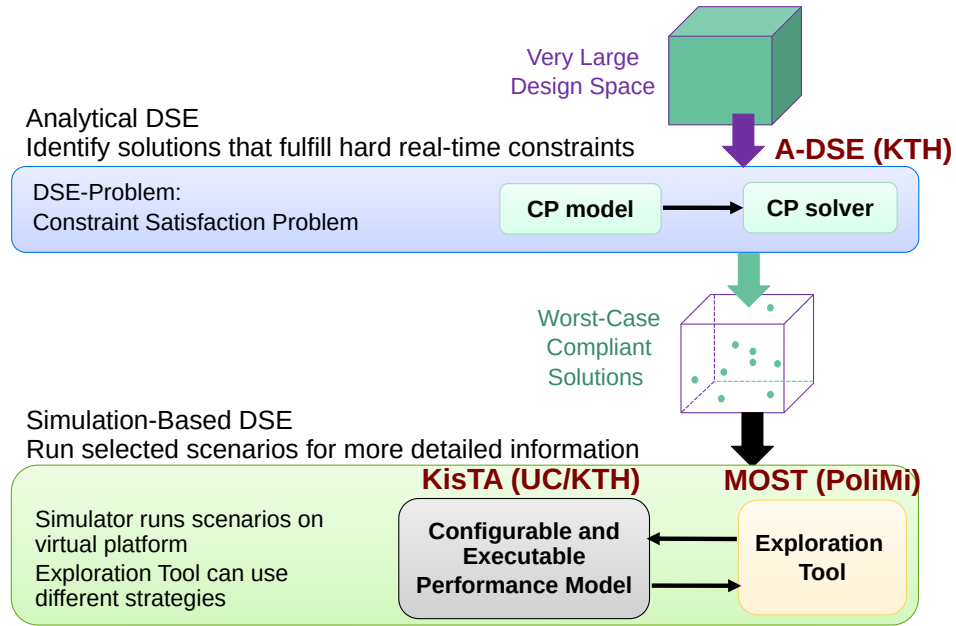 Very Large
Design Space
Analytical DSE
Identify solutions that fulfill hard real-time constraints
A-DSE (KTH)
DSE-Problem:
Constraint Satisfaction Problem
CP model
CP solver
Worst-Case
Compliant
Solutions
Simulation-Based DSE
Run selected scenarios for more detailed information
KisTA (UC/KTH)
MOST (PoliMi)
Simulator runs scenarios on
virtual platform
Exploration Tool can use
different strategies
Configurable and
Executable
Performance Model
Exploration
Tool